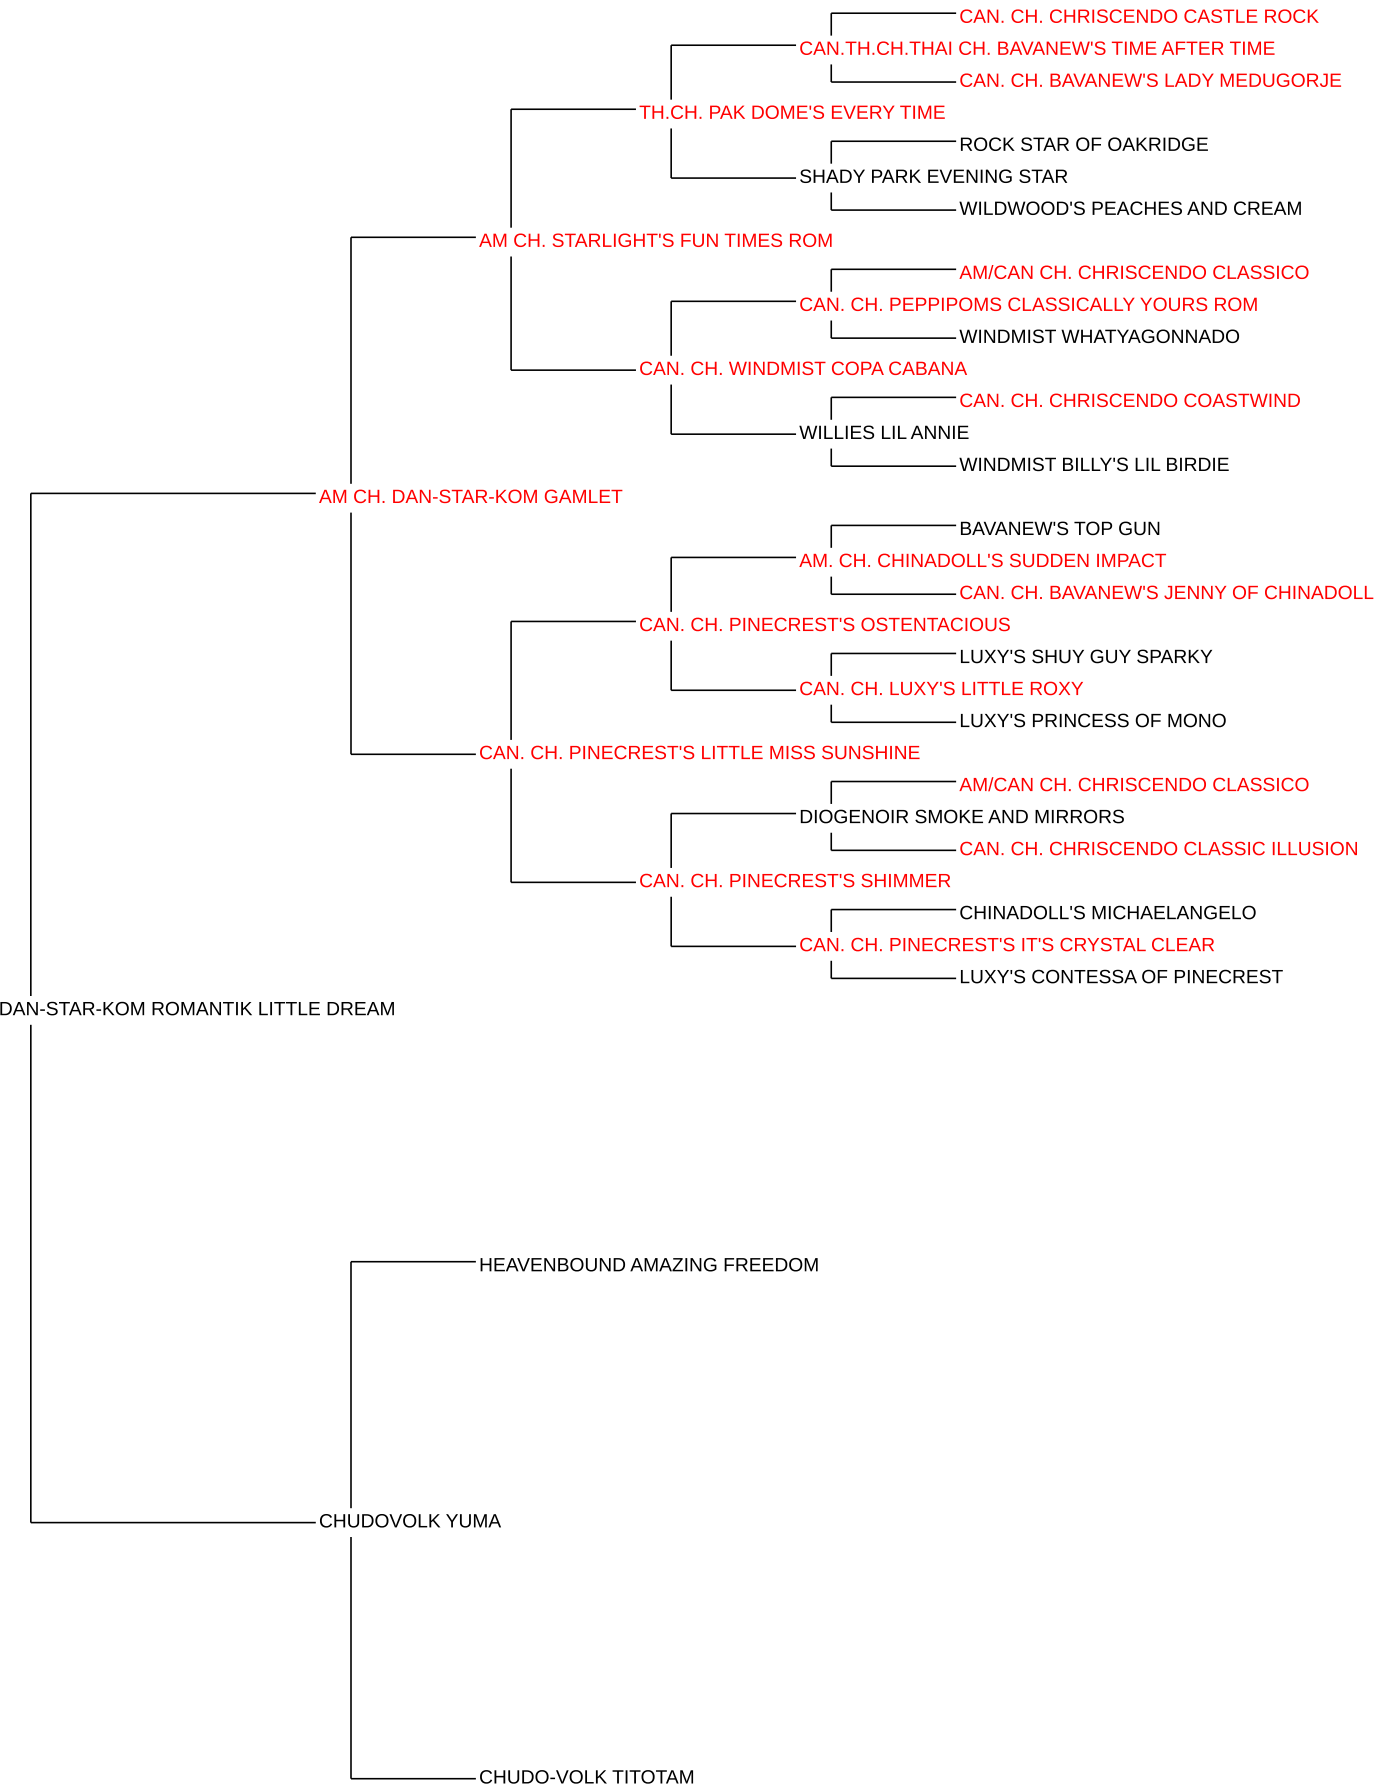 CAN. CH. CHRISCENDO CASTLE ROCK
CAN.TH.CH.THAI CH. BAVANEW'S TIME AFTER TIME
CAN. CH. BAVANEW'S LADY MEDUGORJE
TH.CH. PAK DOME'S EVERY TIME
ROCK STAR OF OAKRIDGE
SHADY PARK EVENING STAR
WILDWOOD'S PEACHES AND CREAM
AM CH. STARLIGHT'S FUN TIMES ROM
AM/CAN CH. CHRISCENDO CLASSICO
CAN. CH. PEPPIPOMS CLASSICALLY YOURS ROM
WINDMIST WHATYAGONNADO
CAN. CH. WINDMIST COPA CABANA
CAN. CH. CHRISCENDO COASTWIND
WILLIES LIL ANNIE
WINDMIST BILLY'S LIL BIRDIE
AM CH. DAN-STAR-KOM GAMLET
BAVANEW'S TOP GUN
AM. CH. CHINADOLL'S SUDDEN IMPACT
CAN. CH. BAVANEW'S JENNY OF CHINADOLL
CAN. CH. PINECREST'S OSTENTACIOUS
LUXY'S SHUY GUY SPARKY
CAN. CH. LUXY'S LITTLE ROXY
LUXY'S PRINCESS OF MONO
CAN. CH. PINECREST'S LITTLE MISS SUNSHINE
AM/CAN CH. CHRISCENDO CLASSICO
DIOGENOIR SMOKE AND MIRRORS
CAN. CH. CHRISCENDO CLASSIC ILLUSION
CAN. CH. PINECREST'S SHIMMER
CHINADOLL'S MICHAELANGELO
CAN. CH. PINECREST'S IT'S CRYSTAL CLEAR
LUXY'S CONTESSA OF PINECREST
DAN-STAR-KOM ROMANTIK LITTLE DREAM
HEAVENBOUND AMAZING FREEDOM
CHUDOVOLK YUMA
CHUDO-VOLK TITOTAM